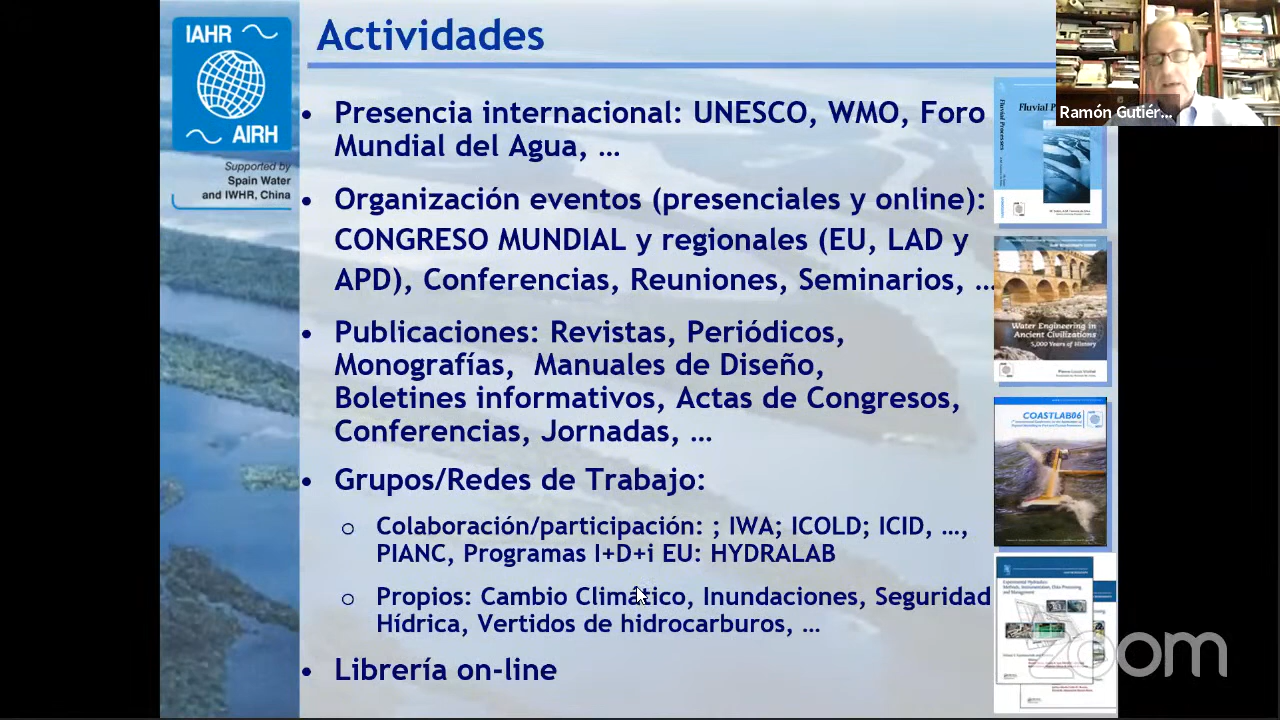 IAHR
AIRH
Supported by
Spain Water
and IWHR, China
Actividades
• Presencia internacional: UNESCO, WMO, Foro
Mundial del Agua, …
• Organización eventos (presenciales y online):
CONGRESO MUNDIAL y regionales (EU, LAD y
APD), Conferencias, Reuniones, Seminarios, …
• Publicaciones: Revistas, Periódicos,
Monografías, Manuales de Diseño,
Boletines informativos, Actas de Congresos,
Conferencias, Jornadas, …
• Grupos/Redes de Trabajo:
o Colaboración/participación: ; IWA; ICOLD; ICID, …,
PIANC, Programas I+D+i EU: HYDRALAB
o Propios: Cambio Climático, Inundaciones, Seguridad
Hídrica, Vertidos de hidrocarburos, …
• Librería on-line
Ramón Gutiér...
Fluvial Processes
Fluvial P
Water Engineering in
Ancient Civilizations
5,000 Years of History
COASTLAB06
Experimental Hydraulics:
zoom